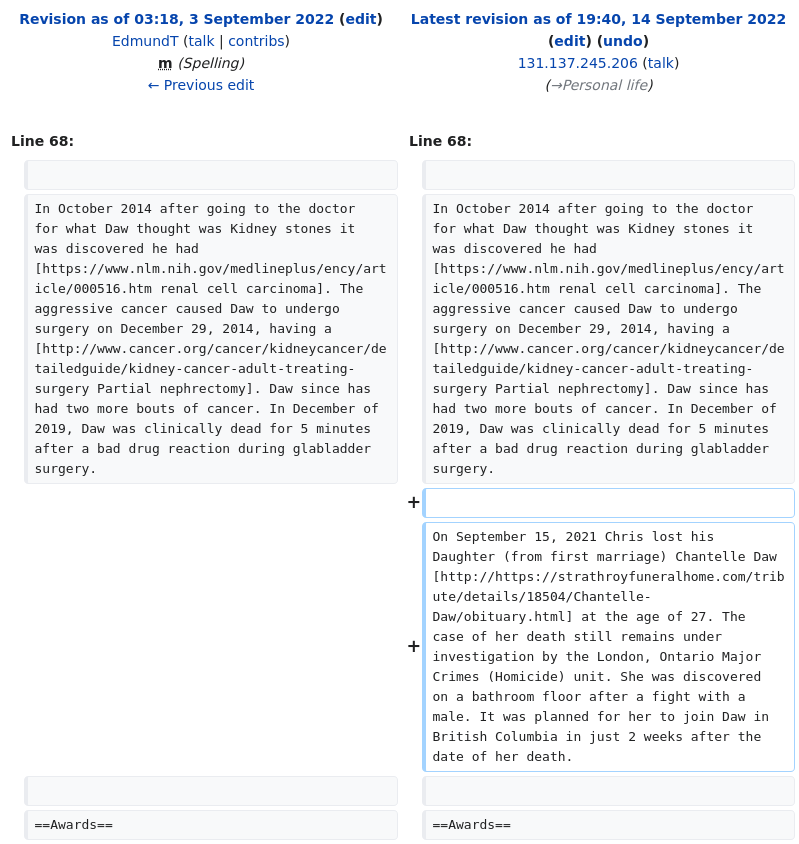 Revision as of 03:18, 3 September 2022 (edit)
EdmundT (talk | contribs)
m (Spelling)
← Previous edit
Latest revision as of 19:40, 14 September 2022
(edit) (undo)
131.137.245.206 (talk)
(→Personal life)
Line 68:
Line 68:
In October 2014 after going to the doctor
for what Daw thought was Kidney stones it
was discovered he had
[https://www.nlm.nih.gov/medlineplus/ency/art
icle/000516.htm renal cell carcinoma]. The
aggressive cancer caused Daw to undergo
surgery on December 29, 2014, having a
[http://www.cancer.org/cancer/kidneycancer/de
tailedguide/kidney-cancer-adult-treating-
surgery Partial nephrectomy]. Daw since has
had two more bouts of cancer. In December of
2019, Daw was clinically dead for 5 minutes
after a bad drug reaction during glabladder
surgery.
In October 2014 after going to the doctor
for what Daw thought was Kidney stones it
was discovered he had
[https://www.nlm.nih.gov/medlineplus/ency/art
icle/000516.htm renal cell carcinoma]. The
aggressive cancer caused Daw to undergo
surgery on December 29, 2014, having a
[http://www.cancer.org/cancer/kidneycancer/de
tailedguide/kidney-cancer-adult-treating-
surgery Partial nephrectomy]. Daw since has
had two more bouts of cancer. In December of
2019, Daw was clinically dead for 5 minutes
after a bad drug reaction during glabladder
surgery.
+
+
On September 15, 2021 Chris lost his
Daughter (from first marriage) Chantelle Daw
[http://https://strathroyfuneralhome.com/trib
ute/details/18504/Chantelle-
Daw/obituary.html] at the age of 27. The
case of her death still remains under
investigation by the London, Ontario Major
Crimes (Homicide) unit. She was discovered
on a bathroom floor after a fight with a
male. It was planned for her to join Daw in
British Columbia in just 2 weeks after the
date of her death.
==Awards==
==Awards==